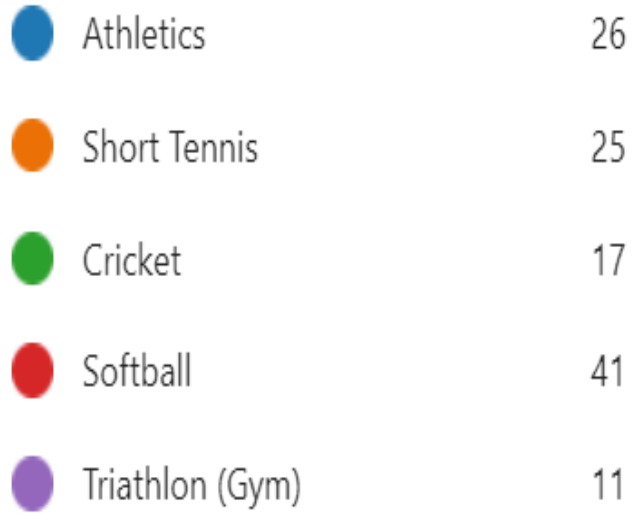 Athletics 26
Short Tennis 25
Cricket 17
Softball 41
Triathlon (Gym) 11